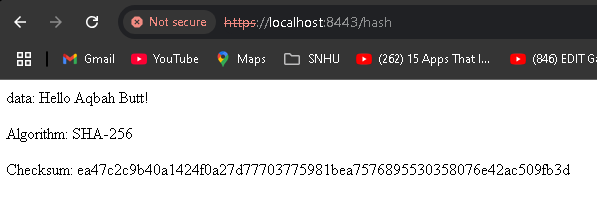 Not secure https://localhost:8443/hash
Gmail YouTube Maps SNHU (262) 15 Apps That I... (846) EDIT Ga
data: Hello Aqbah Butt!
Algorithm: SHA-256
Checksum: ea47c2c9b40a1424f0a27d77703775981bea7576895530358076e42ac509fb3d